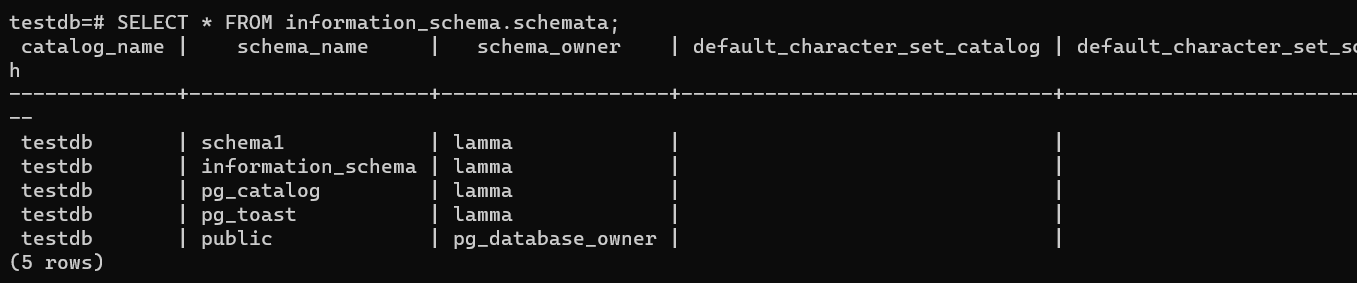 testdb=# SELECT * FROM information_schema.schemata;
 catalog_name |    schema_name     |   schema_owner    | default_character_set_catalog | default_character_set_sc
h
--------------+--------------------+-------------------+-------------------------------+-------------------------
--
 testdb       | schema1            | lamma             |                               |
 testdb       | information_schema | lamma             |                               |
 testdb       | pg_catalog         | lamma             |                               |
 testdb       | pg_toast           | lamma             |                               |
 testdb       | public             | pg_database_owner |                               |
(5 rows)